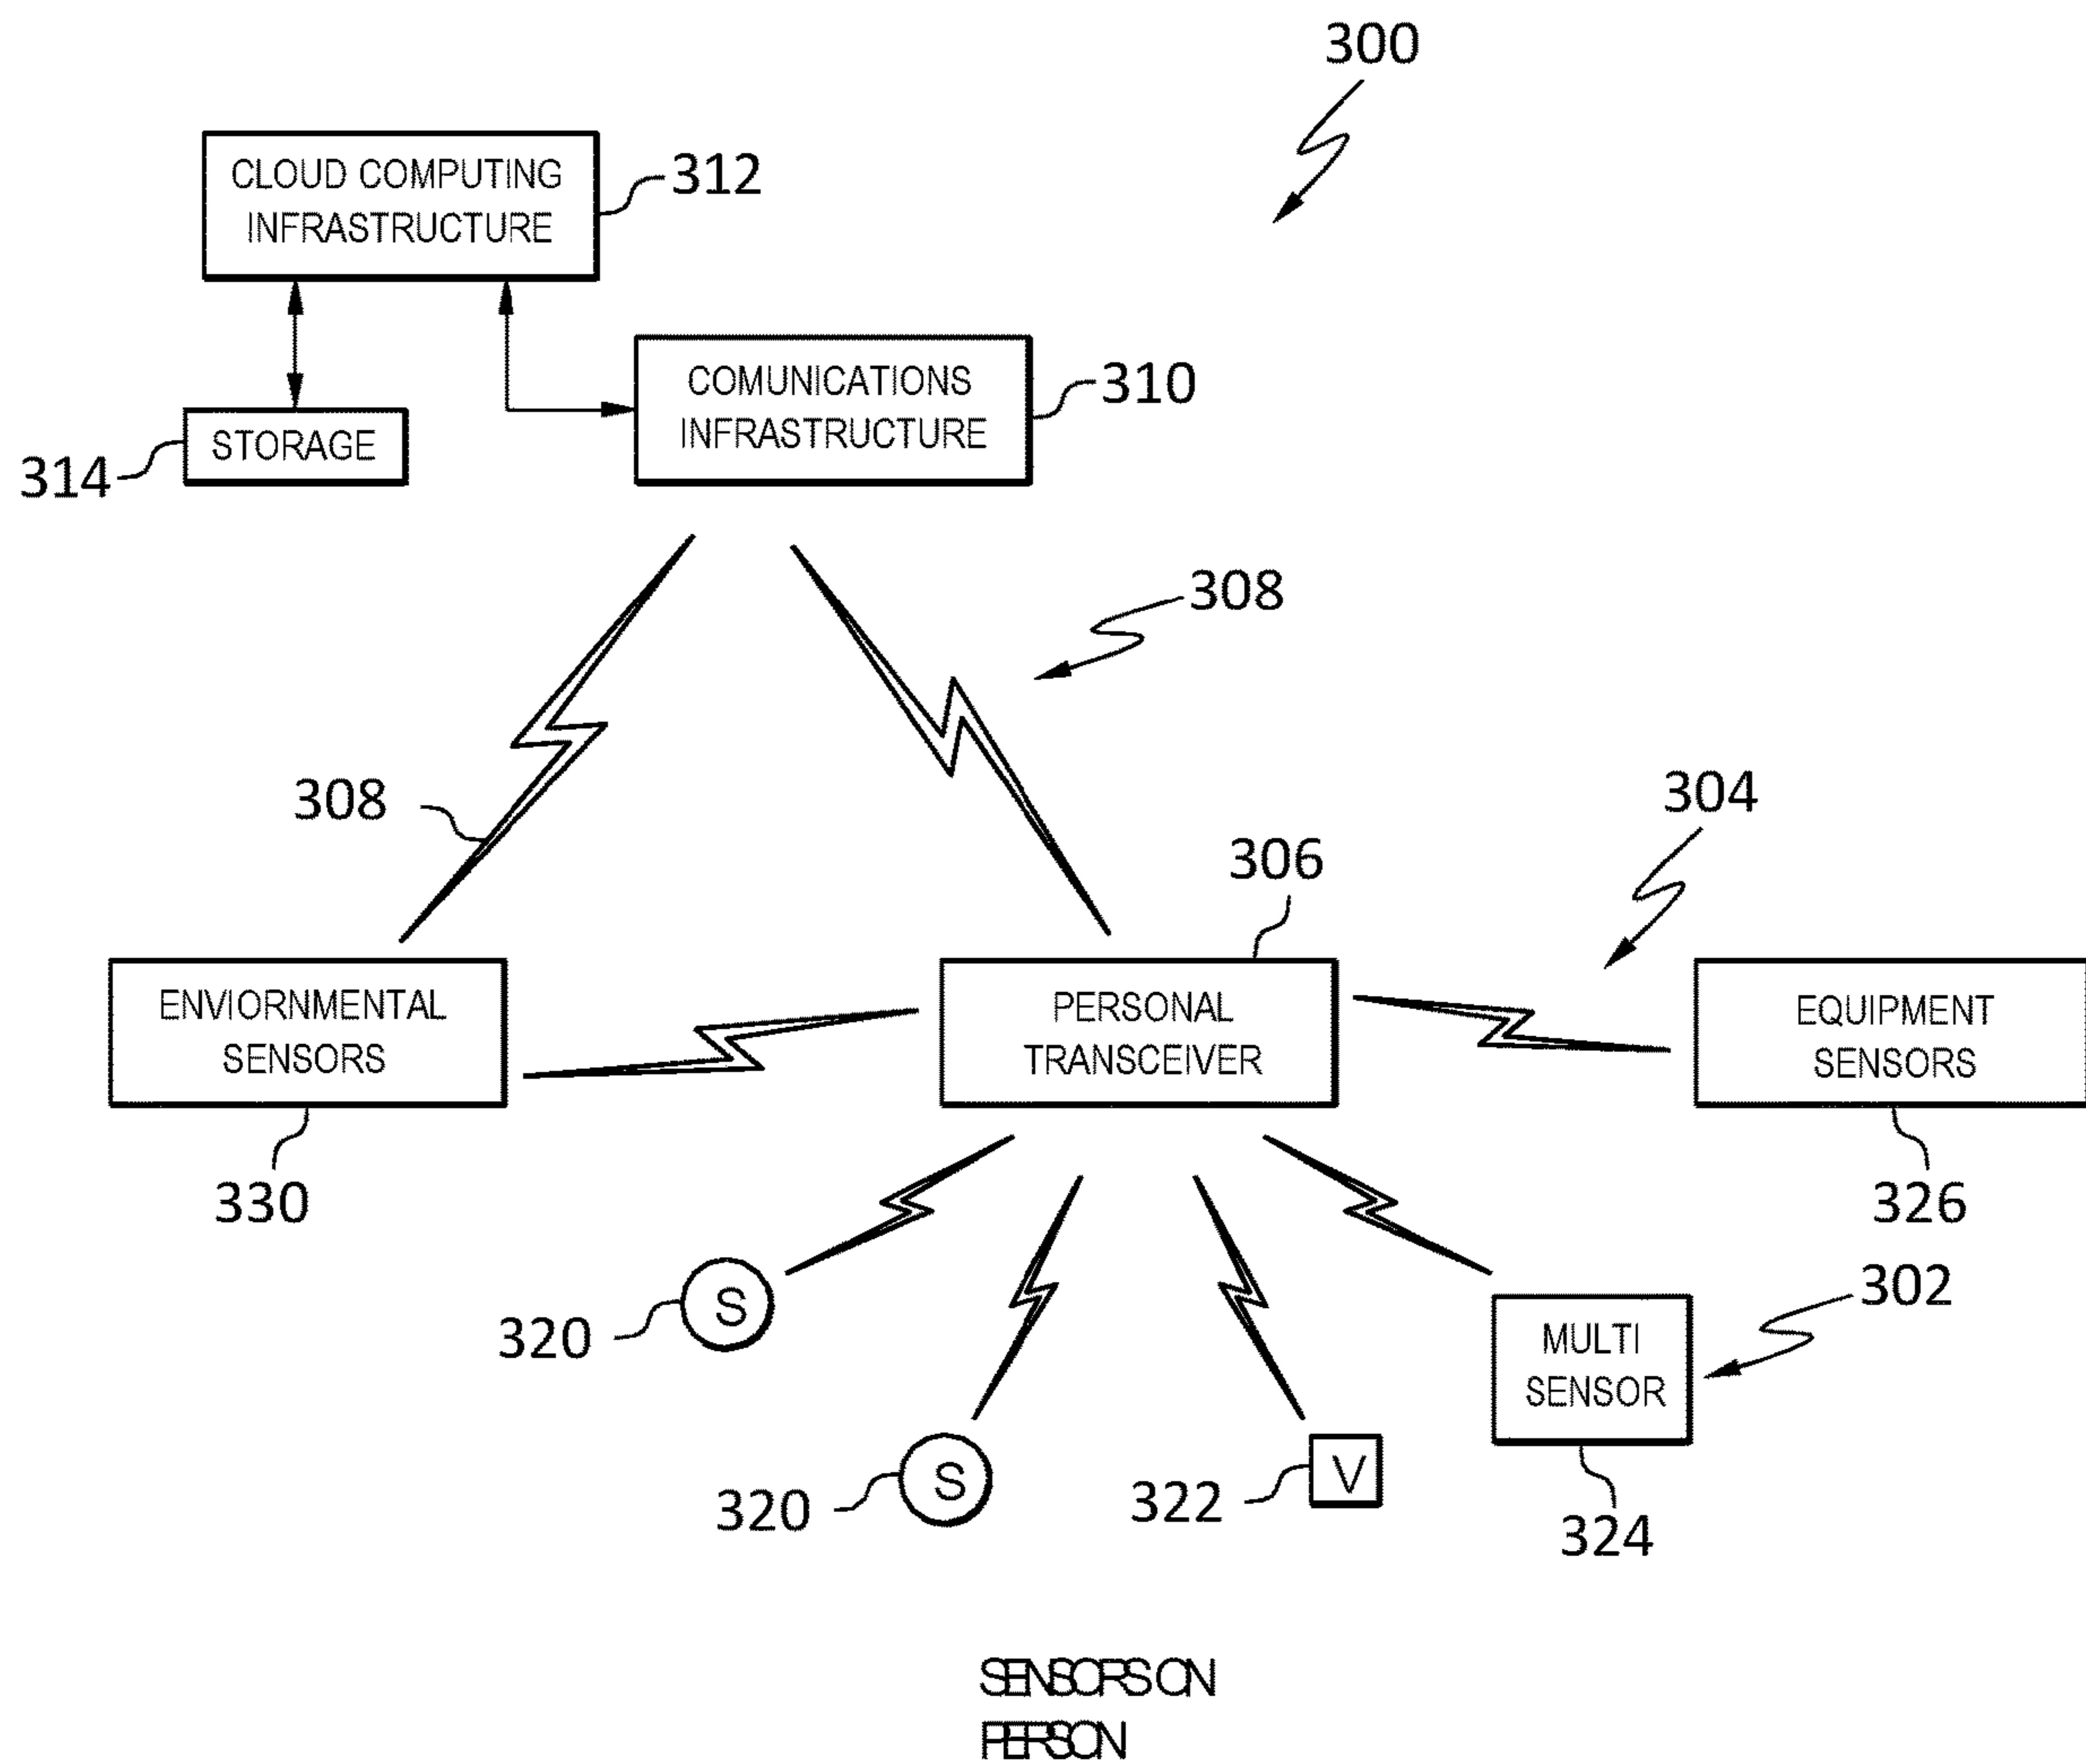 300
CLOUD COMPUTING
INFRASTRUCTURE
312
COMUNICATIONS
INFRASTRUCTURE
310
STORAGE
314
308
308
304
306
ENVIORNMENTAL
SENSORS
PERSONAL
TRANSCEIVER
EQUIPMENT
SENSORS
330
326
302
S
320
MULTI
SENSOR
S
320
V
322
324
SENSORS ON
PERSON